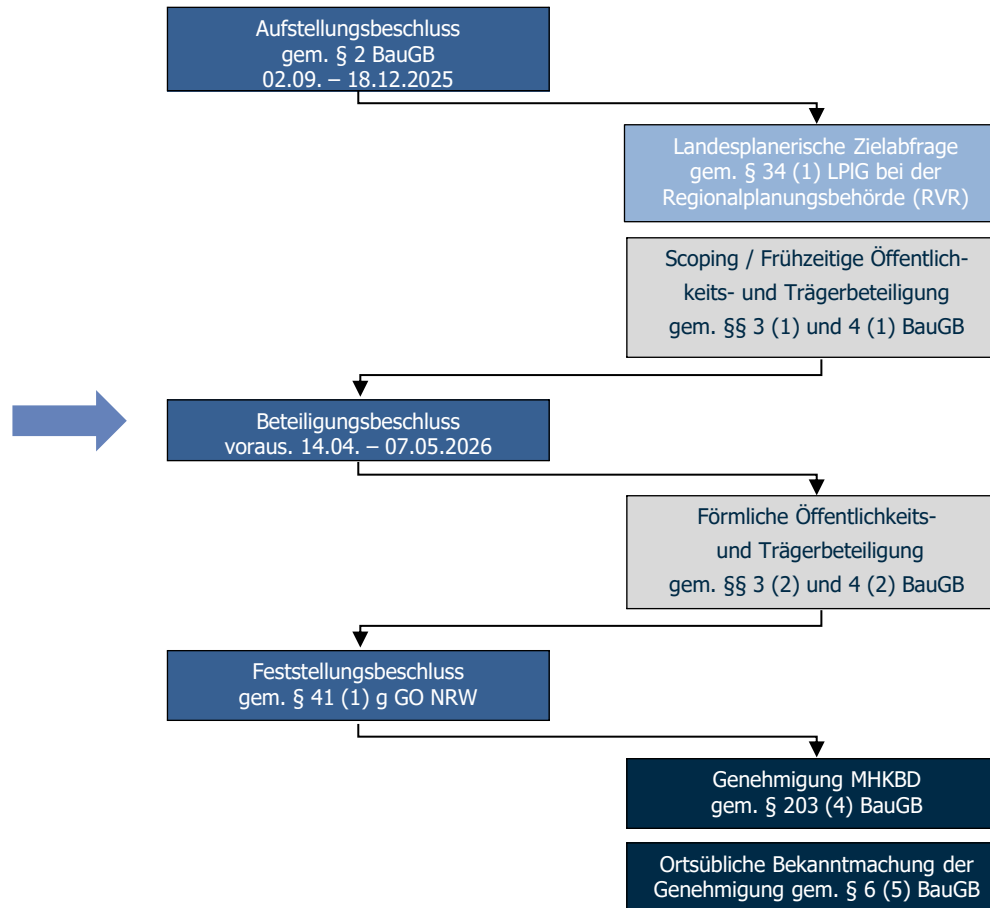 Aufstellungsbeschluss
gem. § 2 BauGB
02.09. – 18.12.2025
Landesplanerische Zielabfrage
gem. § 34 (1) LPlG bei der
Regionalplanungsbehörde (RVR)
Scoping / Frühzeitige Öffentlich-
keits- und Trägerbeteiligung
gem. §§ 3 (1) und 4 (1) BauGB
Beteiligungsbeschluss
voraus. 14.04. – 07.05.2026
Förmliche Öffentlichkeits-
und Trägerbeteiligung
gem. §§ 3 (2) und 4 (2) BauGB
Feststellungsbeschluss
gem. § 41 (1) g GO NRW
Genehmigung MHKBD
gem. § 203 (4) BauGB
Ortsübliche Bekanntmachung der
Genehmigung gem. § 6 (5) BauGB